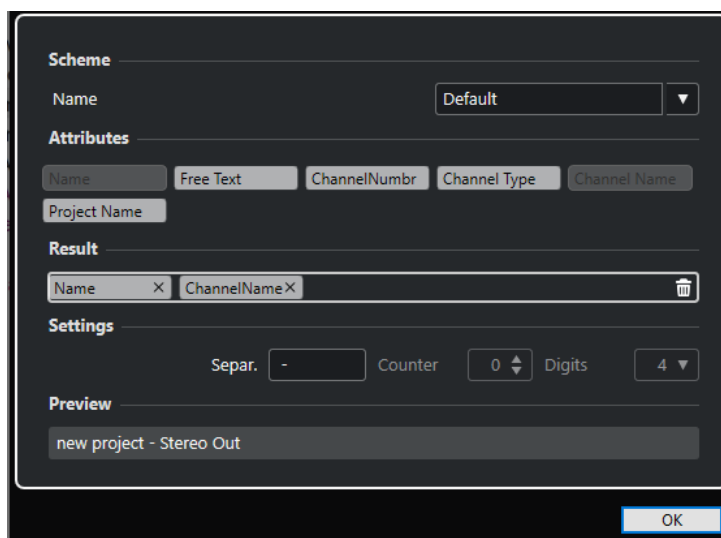 Scheme
Name Default
Attributes
Name Free Text ChannelNumbr Channel Type Channel Name
Project Name
Result
Name × ChannelName×
Settings
Separ. - Counter 0 Digits 4
Preview
new project - Stereo Out
OK